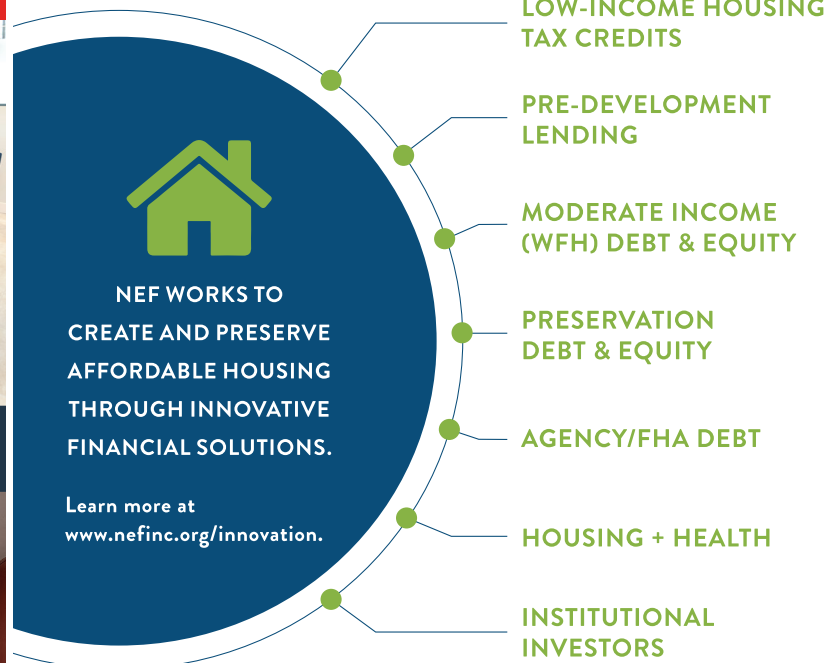 LOW-INCOME HOUSING
TAX CREDITS
PRE-DEVELOPMENT
LENDING
MODERATE INCOME
(WFH) DEBT & EQUITY
PRESERVATION
DEBT & EQUITY
AGENCY/FHA DEBT
HOUSING + HEALTH
INSTITUTIONAL
INVESTORS
NEF WORKS TO
CREATE AND PRESERVE
AFFORDABLE HOUSING
THROUGH INNOVATIVE
FINANCIAL SOLUTIONS.
Learn more at
www.nefinc.org/innovation.